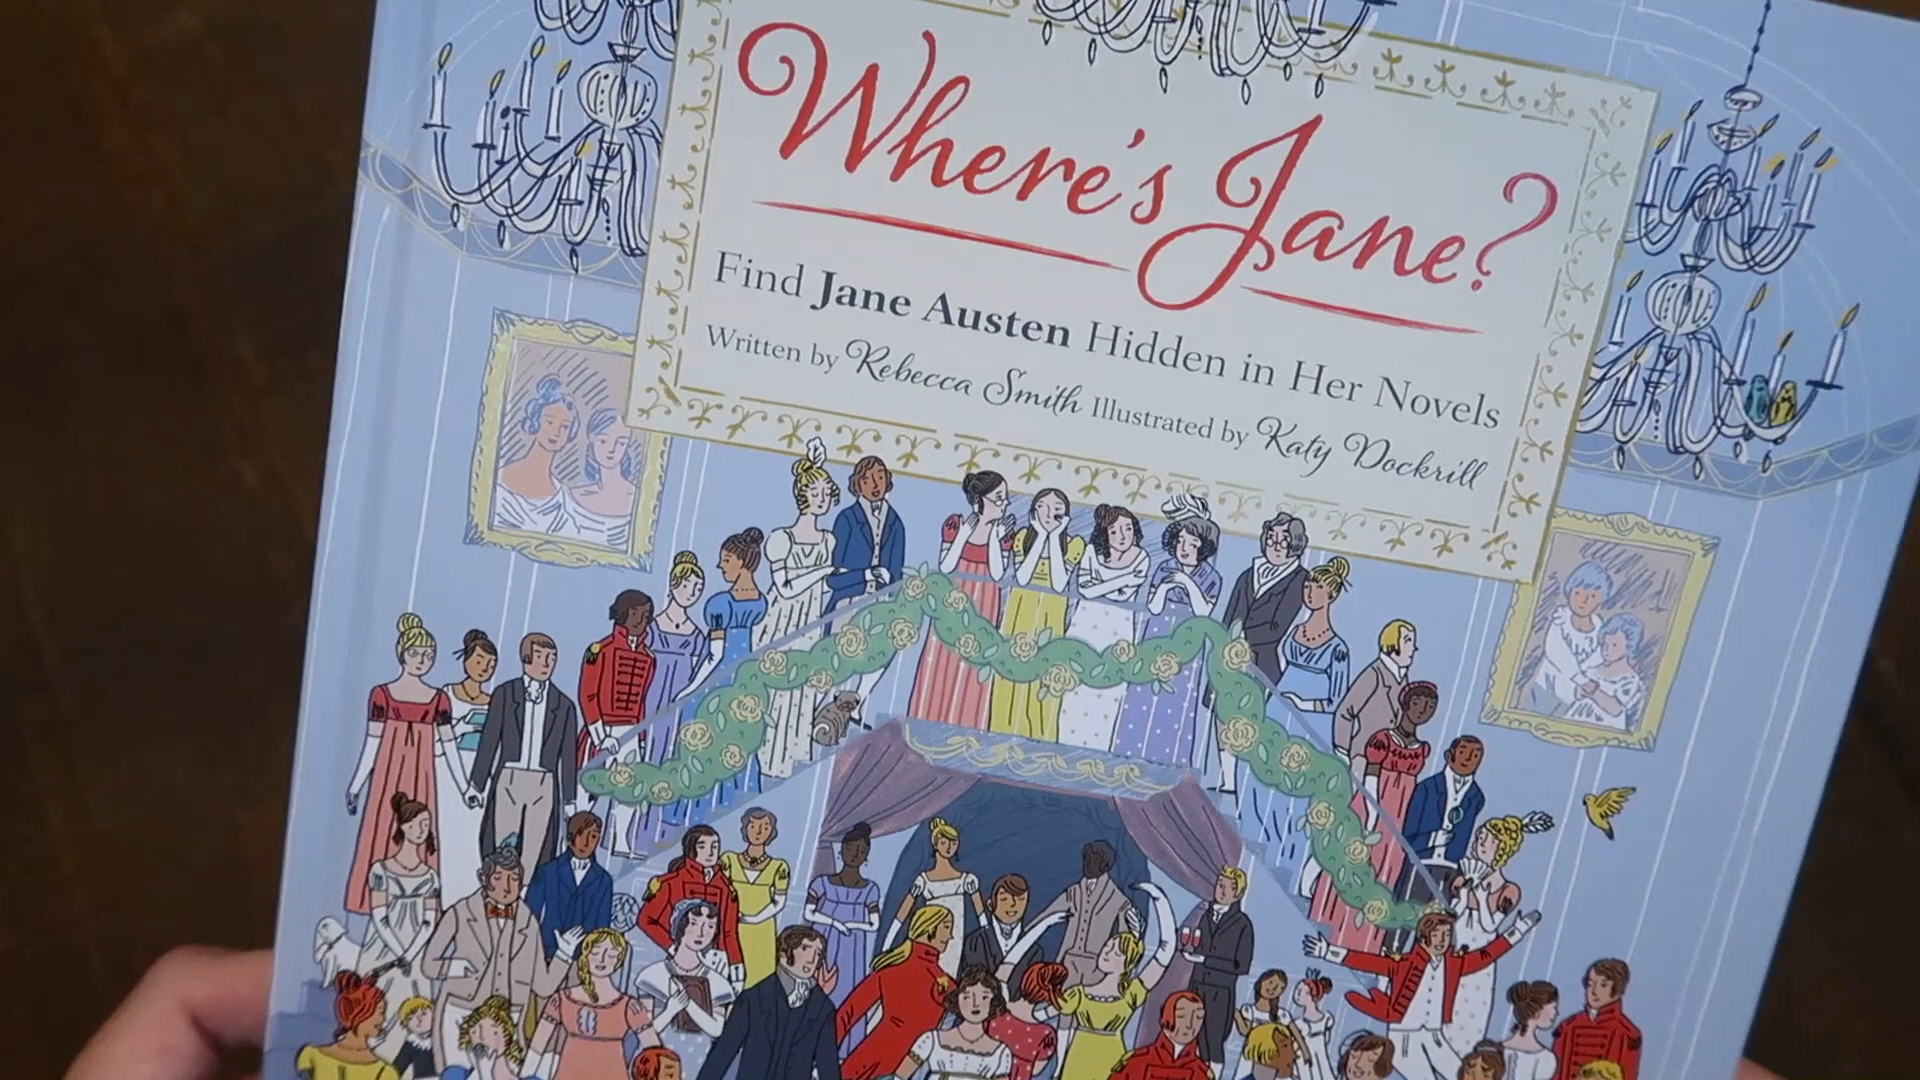 Where's Jane?
Find Jane Austen Hidden in Her Novels
Written by Rebecca Smith Illustrated by Katy Dockrill